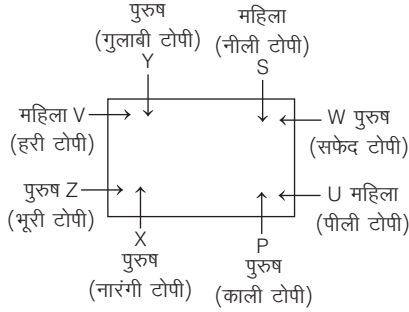 पुरुष
(गुलाबी टोपी)
Y
महिला
(नीली टोपी)
S
महिला V
(हरी टोपी)
W पुरुष
(सफेद टोपी)
पुरुष Z
(भूरी टोपी)
U महिला
(पीली टोपी)
X
पुरुष
(नारंगी टोपी)
P
पुरुष
(काली टोपी)